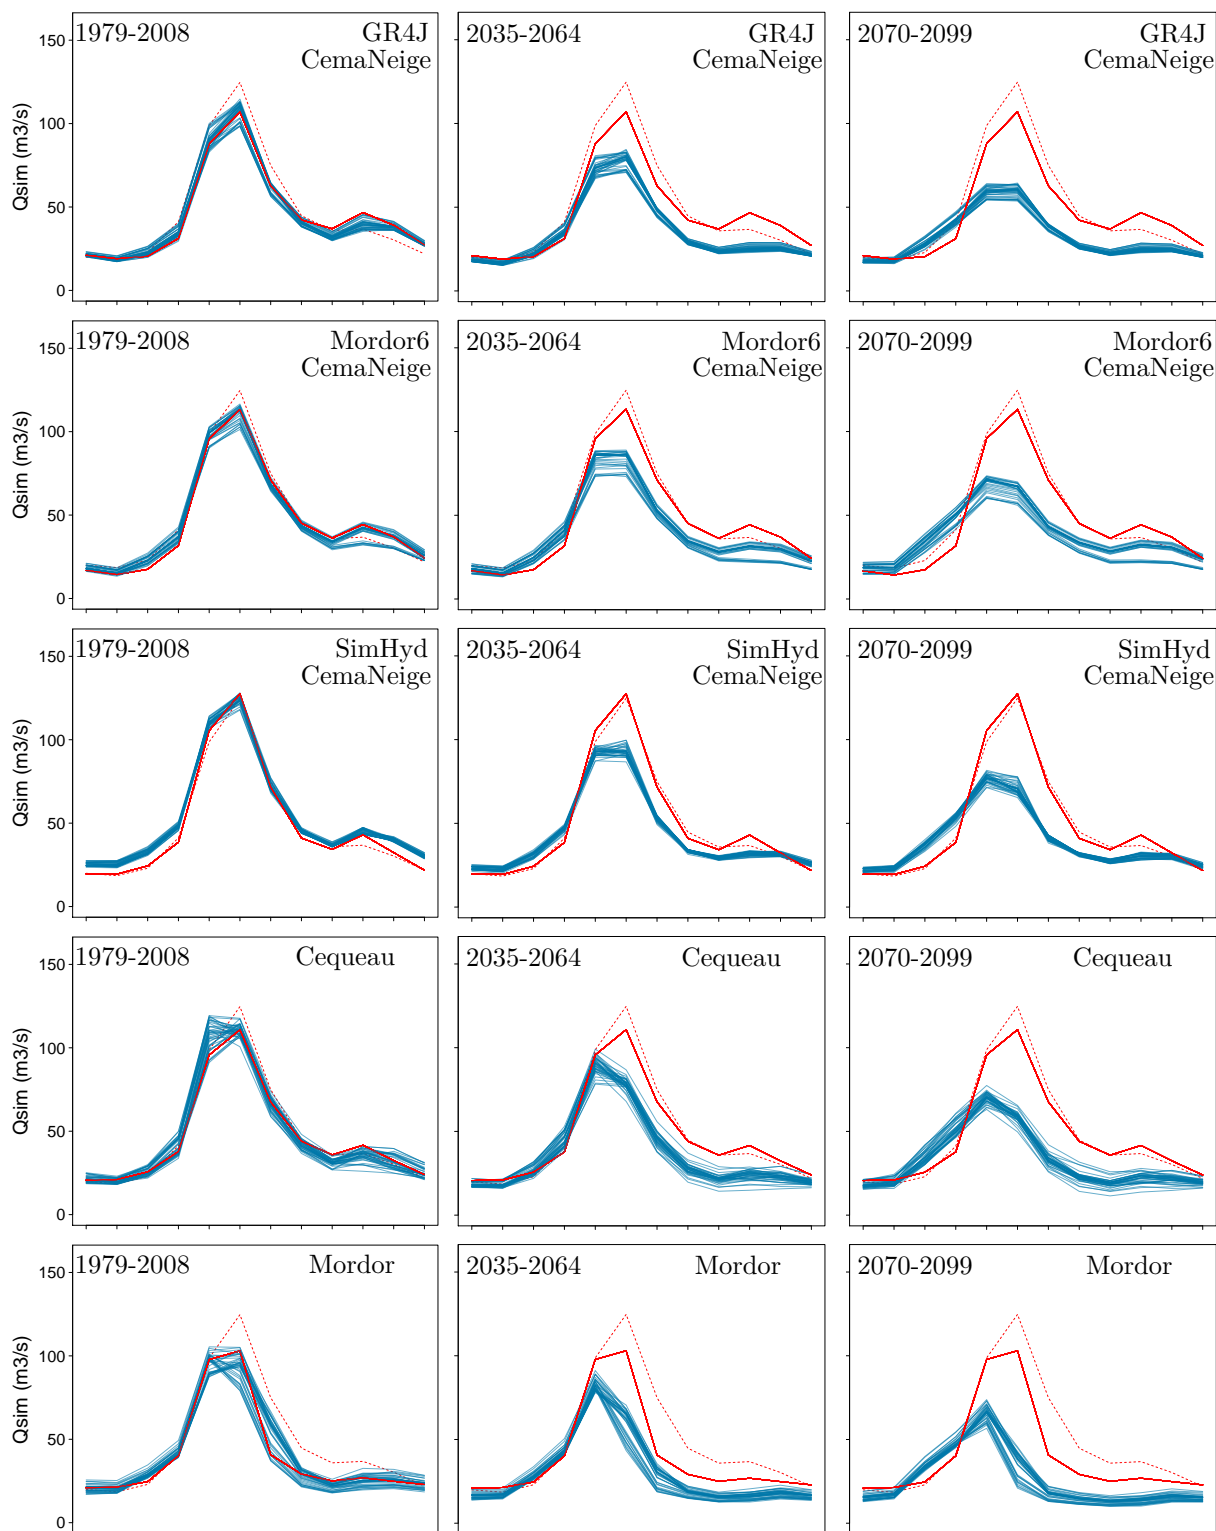 1979-2008 GR4J
CemaNeige
2035-2064 GR4J
CemaNeige
2070-2099 GR4J
CemaNeige
150
100
50
0
Qsim (m3/s)
1979-2008 Mordor6
CemaNeige
2035-2064 Mordor6
CemaNeige
2070-2099 Mordor6
CemaNeige
150
100
50
0
Qsim (m3/s)
1979-2008 SimHyd
CemaNeige
2035-2064 SimHyd
CemaNeige
2070-2099 SimHyd
CemaNeige
150
100
50
0
Qsim (m3/s)
1979-2008 Cequeau
2035-2064 Cequeau
2070-2099 Cequeau
150
100
50
0
Qsim (m3/s)
1979-2008 Mordor
2035-2064 Mordor
2070-2099 Mordor
150
100
50
0
Qsim (m3/s)